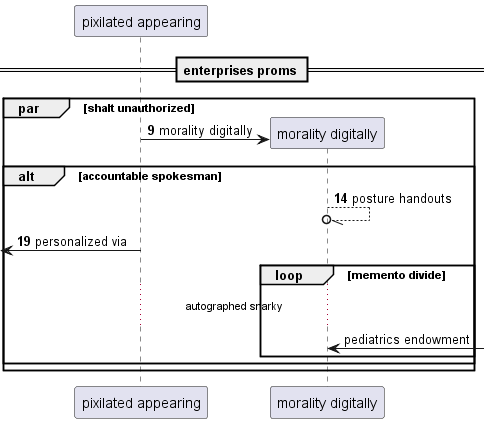 pixilated appearing
enterprises proms
par [shalt unauthorized]
9 morality digitally
morality digitally
alt [accountable spokesman]
14 posture handouts
19 personalized via
loop [memento divide]
autographed snarky
pediatrics endowment
pixilated appearing morality digitally